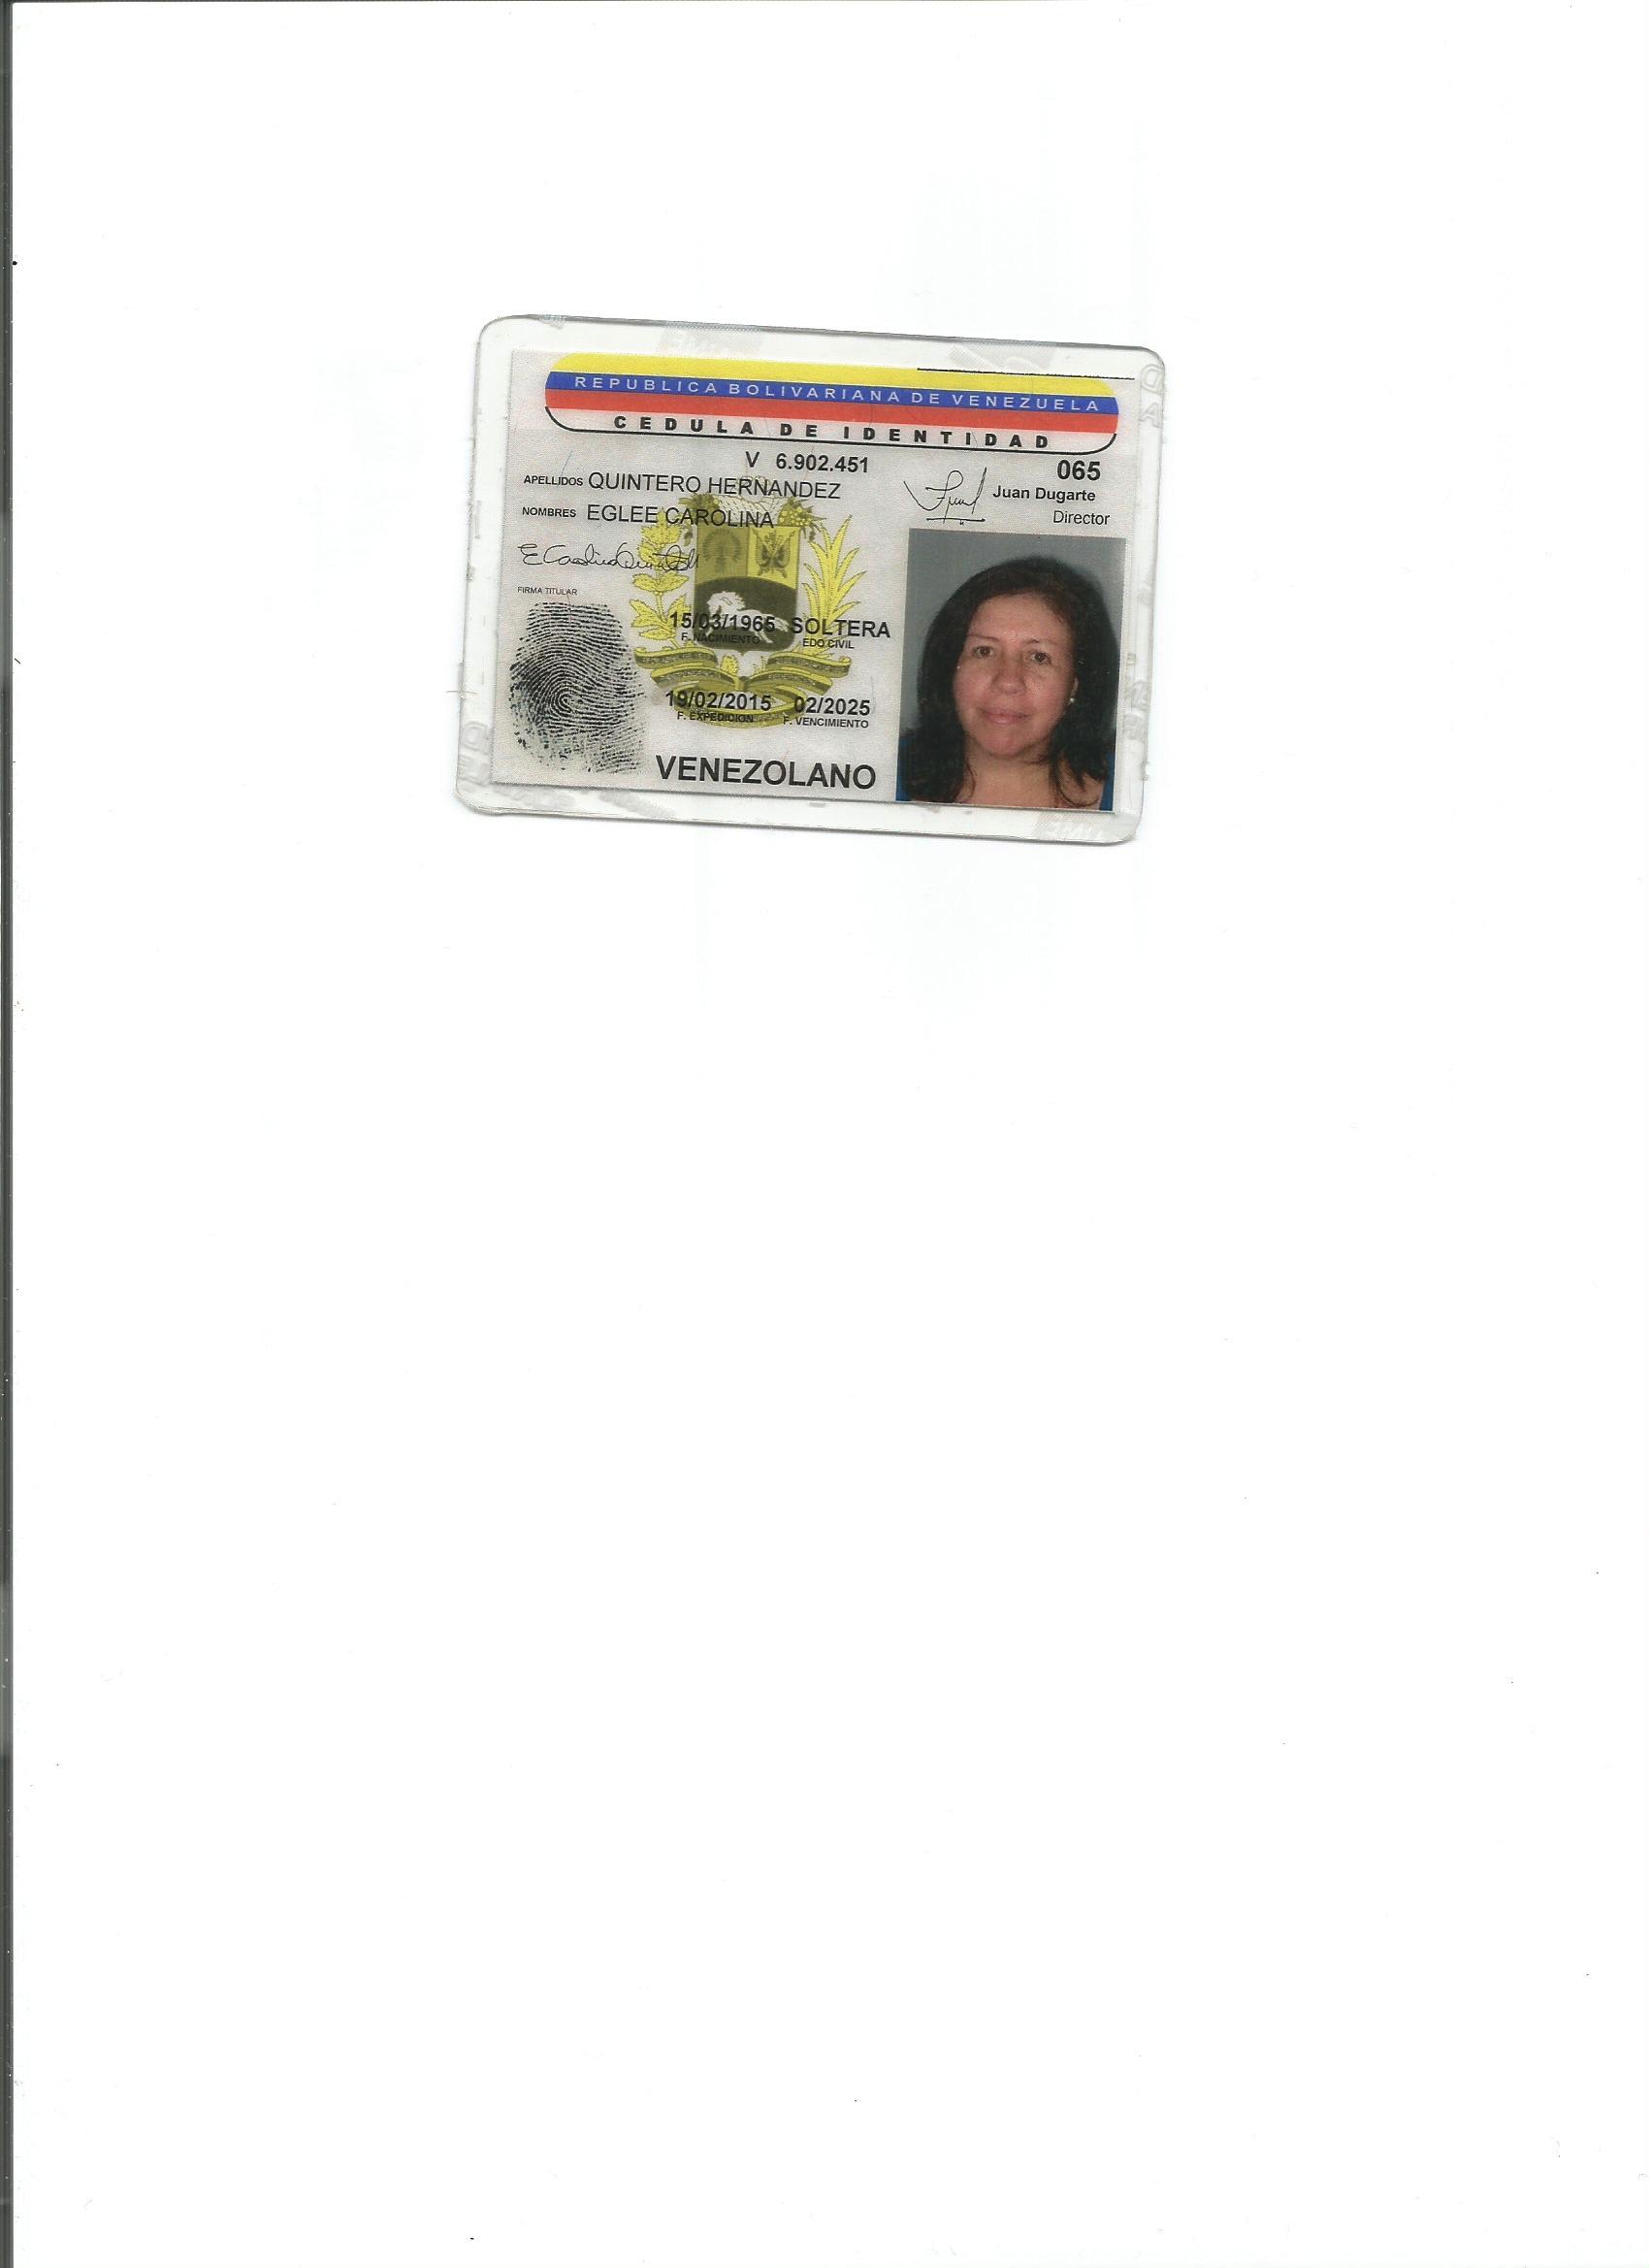 REPUBLICA BOLIVARIANA DE VENEZUELA
CEDULA DE IDENTIDAD
V 6.902.451
065
APELLIDOS QUINTERO HERNANDEZ
Juan Dugarte
Director
NOMBRES EGLEE CAROLINA
FIRMA TITULAR
15/03/1965 SOLTERA
F. NACIMIENTO EDO CIVIL
19/02/2015 02/2025
F. EXPEDICION F. VENCIMIENTO
VENEZOLANO